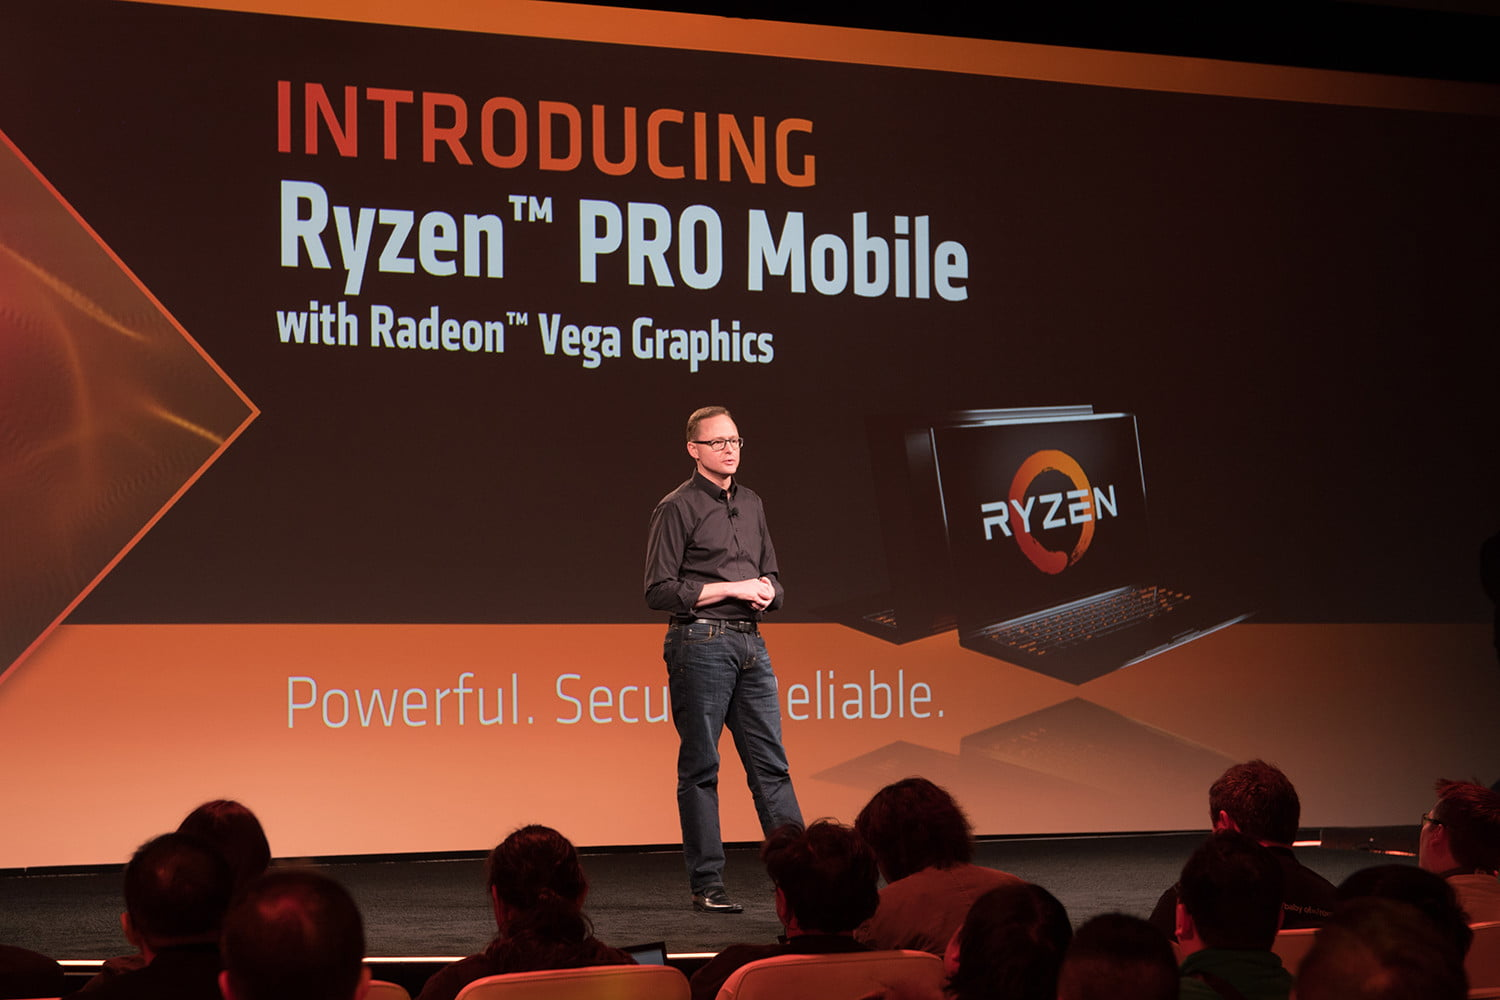 INTRODUCING
Ryzen™ PRO Mobile
with Radeon™ Vega Graphics
RYZEN
Powerful. Secu eliable.